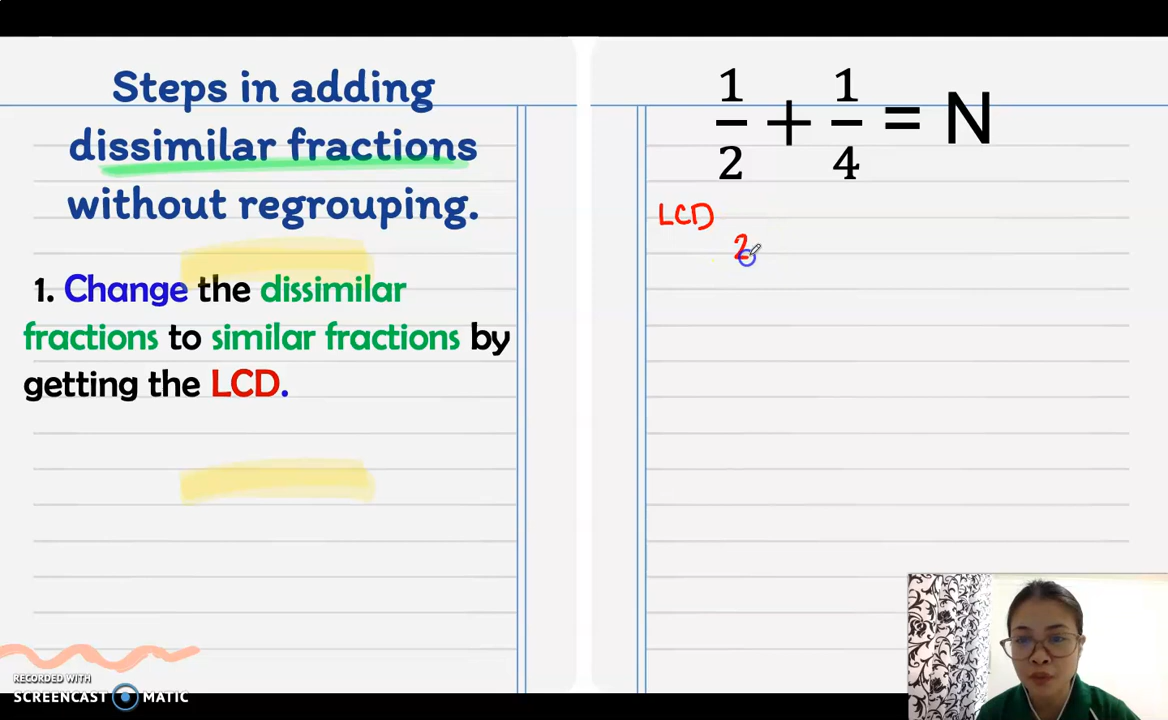 Steps in adding
dissimilar fractions
without regrouping.
1. Change the dissimilar
fractions to similar fractions by
getting the LCD.
1/2 + 1/4 = N
LCD
2
RECORDED WITH
SCREENCAST MATIC